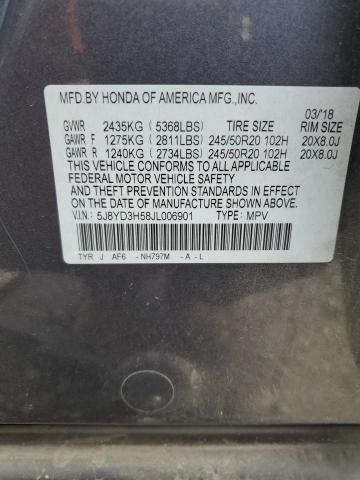 MFD.BY HONDA OF AMERICA MFG.,INC.
03/'18
GVWR 2435KG (5368LBS) TIRE SIZE RIM SIZE
GAWR F 1275KG (2811LBS) 245/50R20 102H 20X8.0J
GAWR R 1240KG (2734LBS) 245/50R20 102H 20X8.0J
THIS VEHICLE CONFORMS TO ALL APPLICABLE
FEDERAL MOTOR VEHICLE SAFETY STANDARDS IN EFFECT
ON THE DATE OF MANUFACTURE SHOWN ABOVE.
V.I.N.: 5J8YD3H58JL006901 TYPE: MPV
TYR J AF6 -NH797M -A -L